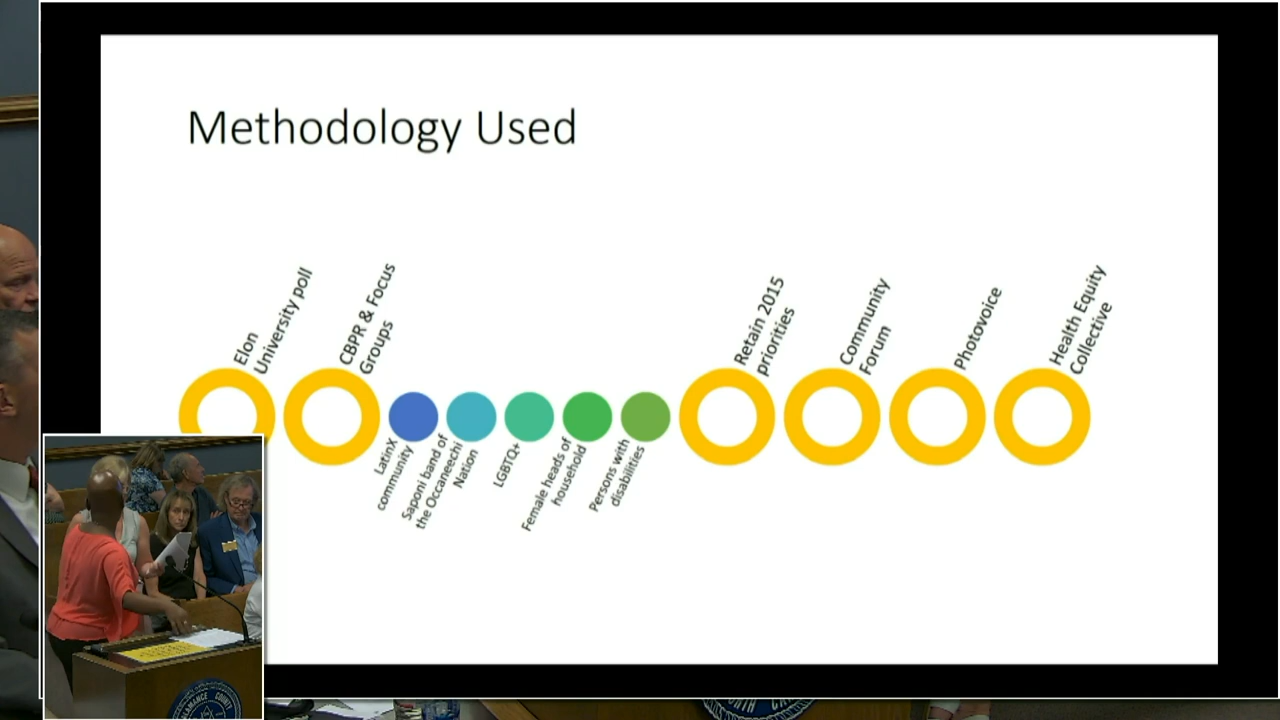 Methodology Used
Elon
University poll
CBPR & Focus
Groups
LatinX
community
Saponi band of
the Occaneechi
Nation
LGBTQ+
Female heads of
household
Persons with
disabilities
Retain 2015
priorities
Community
Forum
Photovoice
Health Equity
Collective